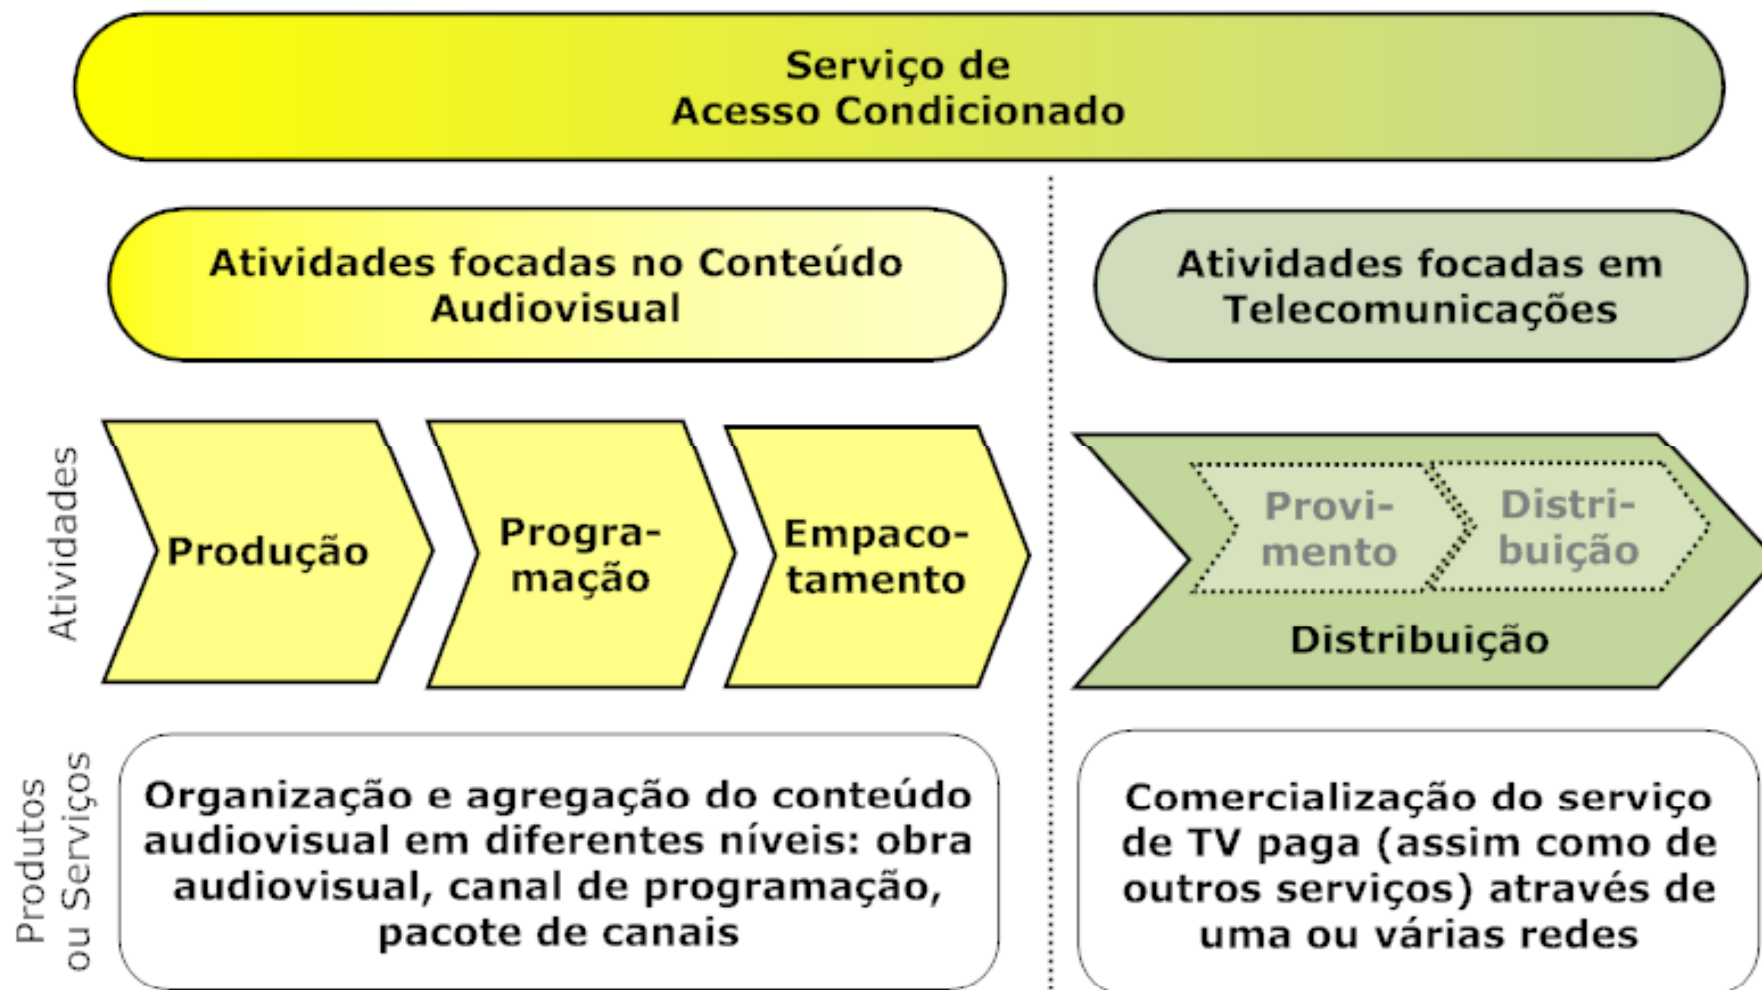 Serviço de
Acesso Condicionado
Atividades focadas no Conteúdo
Audiovisual
Atividades focadas em
Telecomunicações
Atividades
Produção
Progra-
mação
Empaco-
tamento
Provi-
mento
Distri-
buição
Distribuição
Produtos
ou Serviços
Organização e agregação do conteúdo
audiovisual em diferentes níveis: obra
audiovisual, canal de programação,
pacote de canais
Comercialização do serviço
de TV paga (assim como de
outros serviços) através de
uma ou várias redes